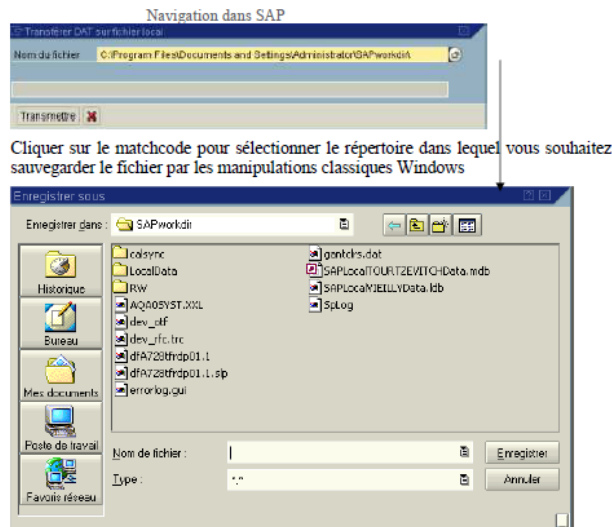 Navigation dans SAP
Transférer DAT sur fichier local
Nom du fichier C:\Program Files\Documents and Settings\Administrator\SAPworkdir\
Transmettre
Cliquer sur le matchcode pour sélectionner le répertoire dans lequel vous souhaitez
sauvegarder le fichier par les manipulations classiques Windows
Enregistrer sous
Enregistrer dans : SAPworkdir
Historique
Bureau
Mes documents
Poste de travail
Favoris réseau
calsync
LocalData
RW
AQA0SYST.XXL
dev_otf
dev_rfc.trc
dfA728tfrdp01.1
dfA728tfrdp01.1.slp
errorlog.gui
gentckrs.dat
SAPLocalTOURTZEVITCHData.mdb
SAPLocalVIEILLYData.ldb
SpLog
Nom de fichier :
Enregistrer
Type : *.*
Annuler